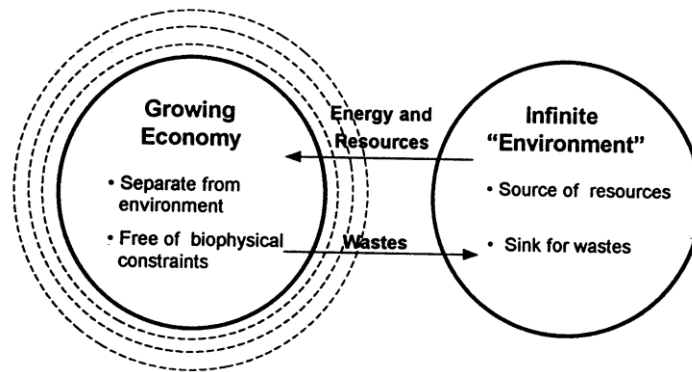 Growing
Economy
• Separate from
environment
• Free of biophysical
constraints
Energy and
Resources
Wastes
Infinite
“Environment”
• Source of resources
• Sink for wastes